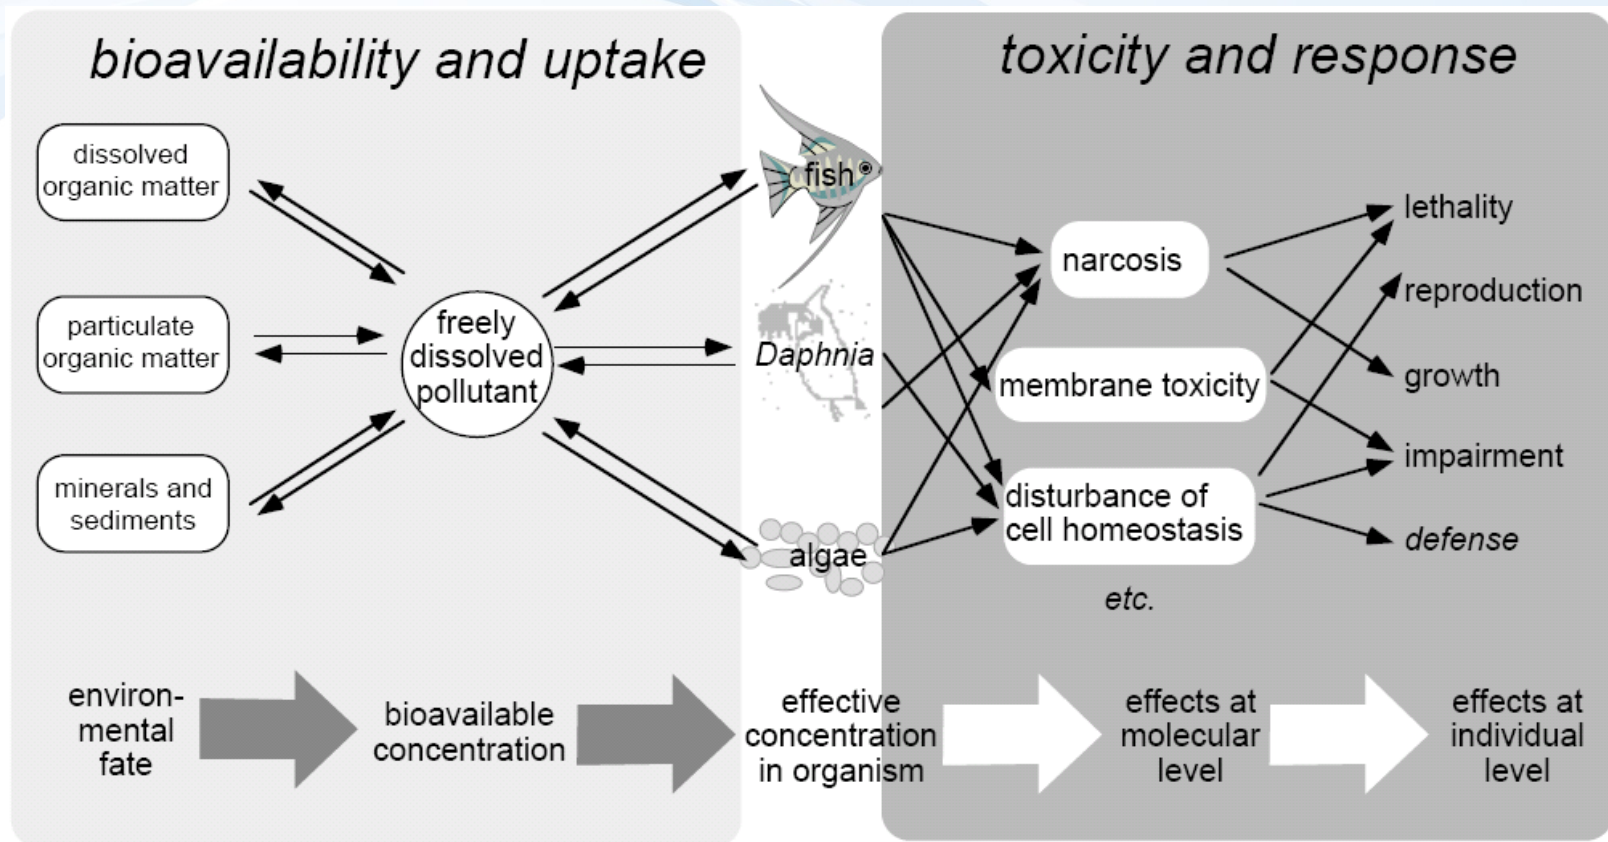 bioavailability and uptake
toxicity and response
dissolved
organic matter
particulate
organic matter
minerals and
sediments
freely
dissolved
pollutant
fish
Daphnia
algae
narcosis
membrane toxicity
disturbance of
cell homeostasis
etc.
lethality
reproduction
growth
impairment
defense
environ-
mental
fate
bioavailable
concentration
effective
concentration
in organism
effects at
molecular
level
effects at
individual
level